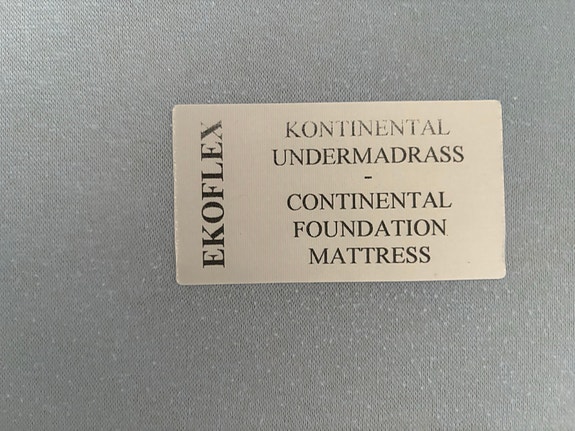 EKOFLEX
KONTINENTAL
UNDERMADRASS
-
CONTINENTAL
FOUNDATION
MATTRESS